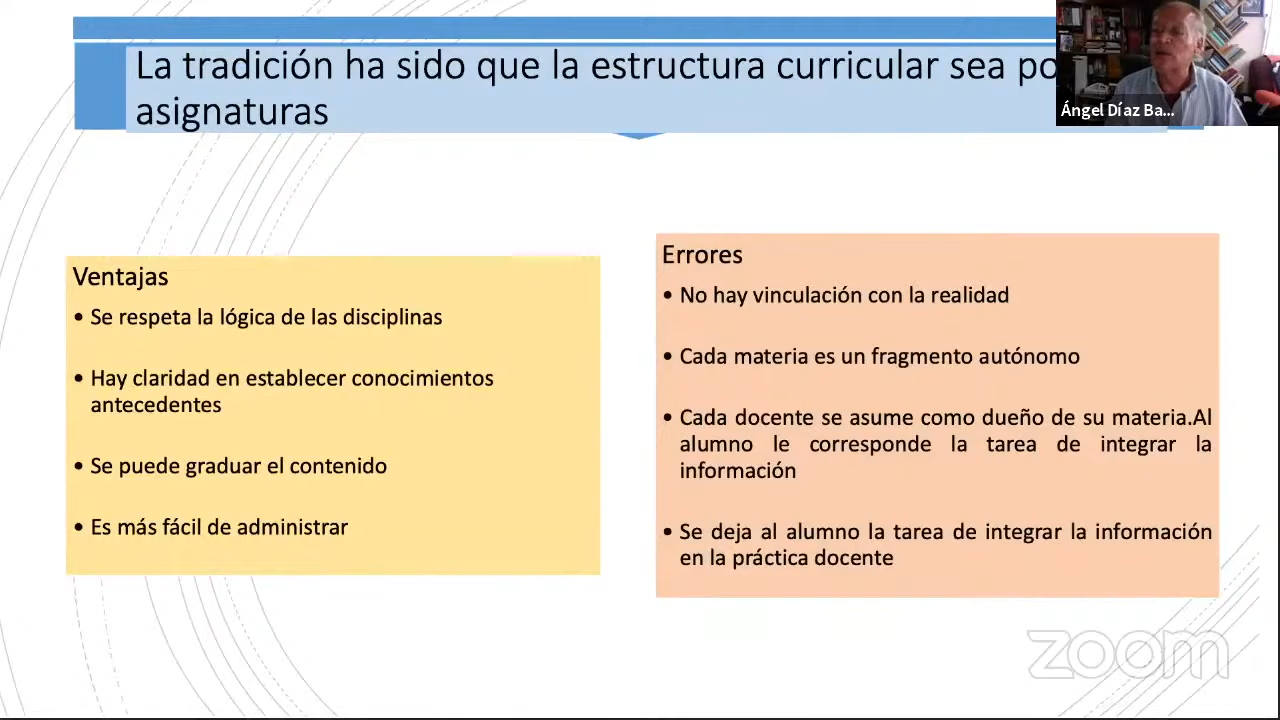 La tradición ha sido que la estructura curricular sea po
asignaturas
Ángel Díaz Ba...
Ventajas
• Se respeta la lógica de las disciplinas
• Hay claridad en establecer conocimientos
antecedentes
• Se puede graduar el contenido
• Es más fácil de administrar
Errores
• No hay vinculación con la realidad
• Cada materia es un fragmento autónomo
• Cada docente se asume como dueño de su materia.Al
alumno le corresponde la tarea de integrar la
información
• Se deja al alumno la tarea de integrar la información
en la práctica docente
zoom